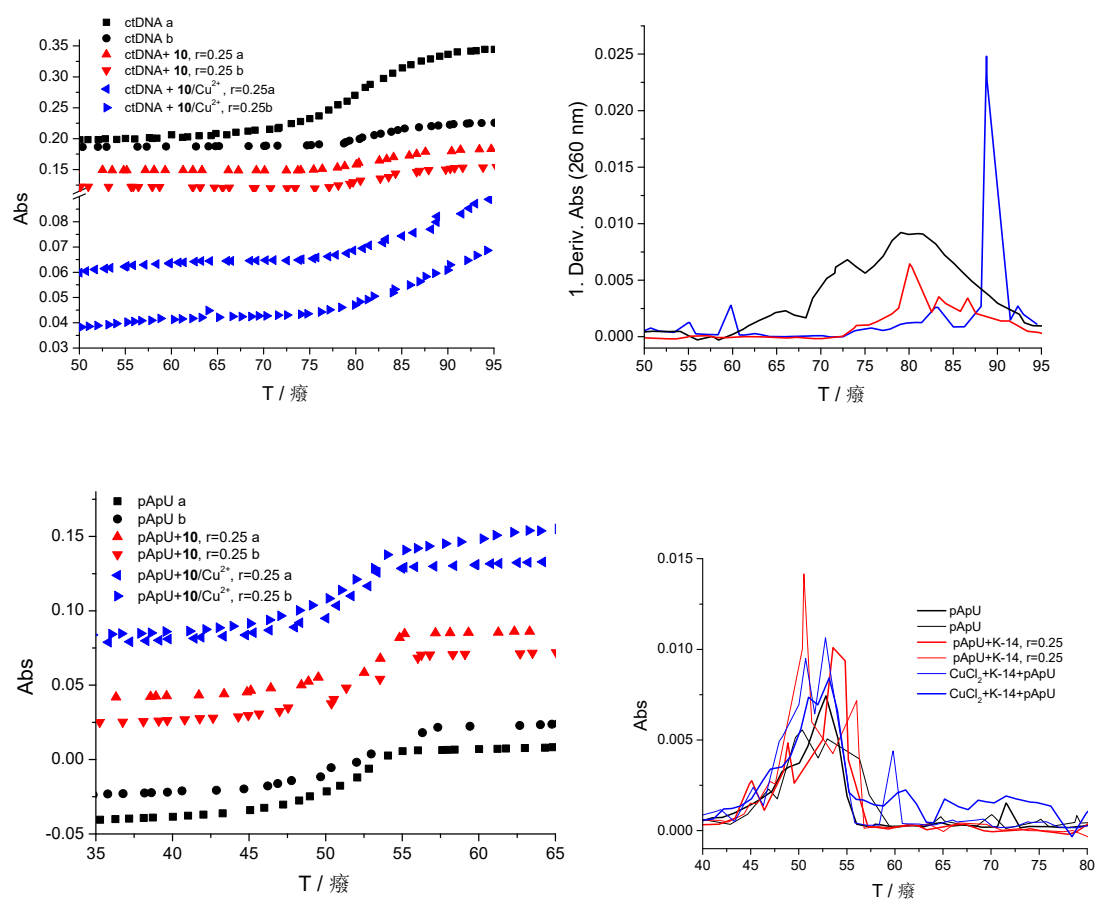 ctDNA a
ctDNA b
ctDNA+ 10, r=0.25 a
ctDNA+ 10, r=0.25 b
ctDNA + 10/Cu²⁺, r=0.25a
ctDNA + 10/Cu²⁺, r=0.25b
0.35
0.30
0.25
0.20
0.15
0.08
0.07
0.06
0.05
0.04
0.03
Abs
50 55 60 65 70 75 80 85 90 95
T / 癈
0.025
0.020
0.015
0.010
0.005
0.000
1. Deriv. Abs (260 nm)
50 55 60 65 70 75 80 85 90 95
T / 癈
pApU a
pApU b
pApU+10, r=0.25 a
pApU+10, r=0.25 b
pApU+10/Cu²⁺, r=0.25 a
pApU+10/Cu²⁺, r=0.25 b
0.15
0.10
0.05
0.00
-0.05
Abs
35 40 45 50 55 60 65
T / 癈
pApU
pApU
pApU+K-14, r=0.25
pApU+K-14, r=0.25
CuCl₂+K-14+pApU
CuCl₂+K-14+pApU
0.015
0.010
0.005
0.000
Abs
40 45 50 55 60 65 70 75 80
T / 癈